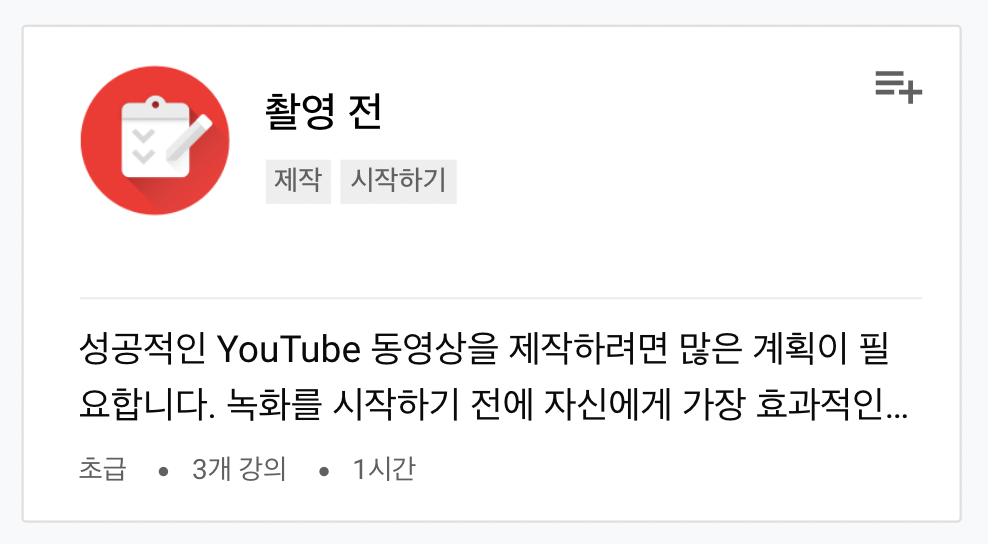 촬영 전
제작 시작하기
성공적인 YouTube 동영상을 제작하려면 많은 계획이 필
요합니다. 녹화를 시작하기 전에 자신에게 가장 효과적인...
초급 • 3개 강의 • 1시간